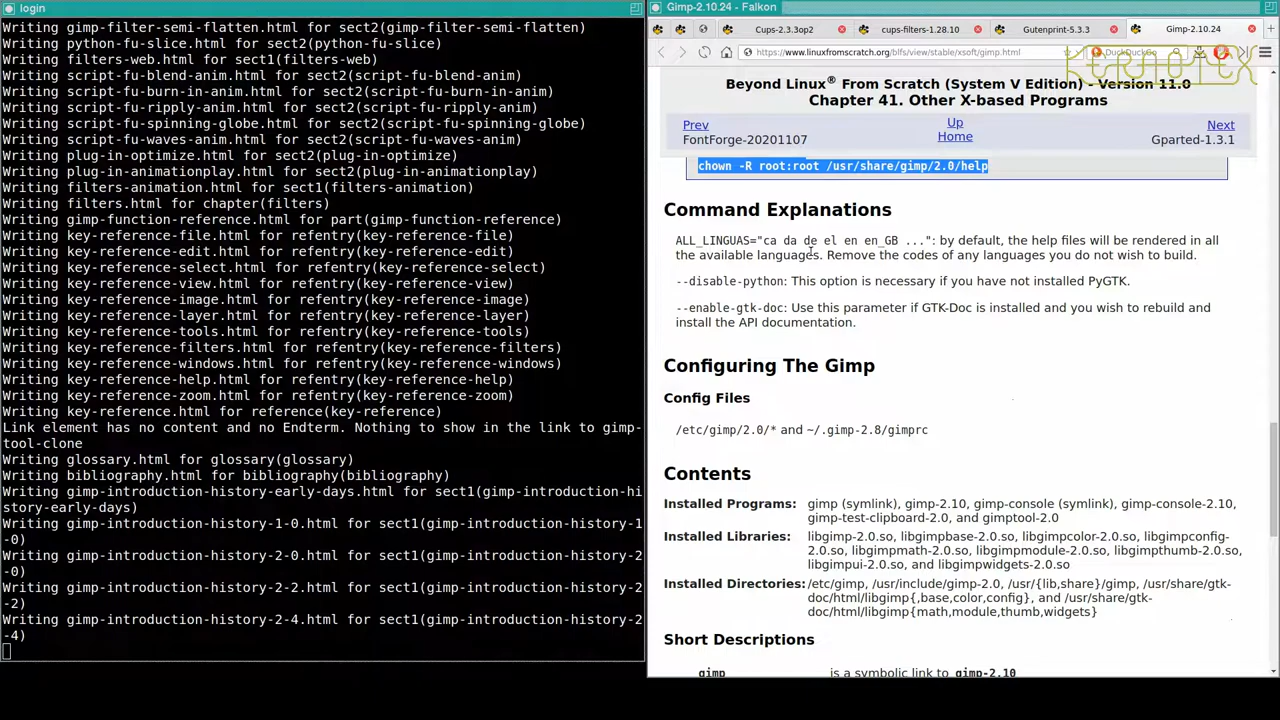 login
Writing gimp-filter-semi-flatten.html for sect2(gimp-filter-semi-flatten)
Writing python-fu-slice.html for sect2(python-fu-slice)
Writing filters-web.html for sect1(filters-web)
Writing script-fu-blend-anim.html for sect2(script-fu-blend-anim)
Writing script-fu-burn-in-anim.html for sect2(script-fu-burn-in-anim)
Writing script-fu-ripply-anim.html for sect2(script-fu-ripply-anim)
Writing script-fu-spinning-globe.html for sect2(script-fu-spinning-globe)
Writing script-fu-waves-anim.html for sect2(script-fu-waves-anim)
Writing plug-in-optimize.html for sect2(plug-in-optimize)
Writing plug-in-animationplay.html for sect2(plug-in-animationplay)
Writing filters-animation.html for sect1(filters-animation)
Writing filters.html for chapter(filters)
Writing gimp-function-reference.html for part(gimp-function-reference)
Writing key-reference-file.html for refentry(key-reference-file)
Writing key-reference-edit.html for refentry(key-reference-edit)
Writing key-reference-select.html for refentry(key-reference-select)
Writing key-reference-view.html for refentry(key-reference-view)
Writing key-reference-image.html for refentry(key-reference-image)
Writing key-reference-layer.html for refentry(key-reference-layer)
Writing key-reference-tools.html for refentry(key-reference-tools)
Writing key-reference-filters.html for refentry(key-reference-filters)
Writing key-reference-windows.html for refentry(key-reference-windows)
Writing key-reference-help.html for refentry(key-reference-help)
Writing key-reference-zoom.html for refentry(key-reference-zoom)
Writing key-reference.html for reference(key-reference)
Link element has no content and no Endterm. Nothing to show in the link to gimp-
tool-clone
Writing glossary.html for glossary(glossary)
Writing bibliography.html for bibliography(bibliography)
Writing gimp-introduction-history-early-days.html for sect1(gimp-introduction-hi
story-early-days)
Writing gimp-introduction-history-1-0.html for sect1(gimp-introduction-history-1
-0)
Writing gimp-introduction-history-2-0.html for sect1(gimp-introduction-history-2
-0)
Writing gimp-introduction-history-2-2.html for sect1(gimp-introduction-history-2
-2)
Writing gimp-introduction-history-2-4.html for sect1(gimp-introduction-history-2
-4)
Gimp-2.10.24 - Falkon
Cups-2.3.3op2
cups-filters-1.28.10
Gutenprint-5.3.3
Gimp-2.10.24
https://www.linuxfromscratch.org/blfs/view/stable/xsoft/gimp.html
DuckDuckGo
KERNOTEX
Beyond Linux® From Scratch (System V Edition) - Version 11.0
Chapter 41. Other X-based Programs
Prev
Up
Next
FontForge-20201107
Home
Gparted-1.3.1
chown -R root:root /usr/share/gimp/2.0/help
Command Explanations
ALL_LINGUAS="ca da de el en en_GB ...": by default, the help files will be rendered in all
the available languages. Remove the codes of any languages you do not wish to build.
--disable-python: This option is necessary if you have not installed PyGTK.
--enable-gtk-doc: Use this parameter if GTK-Doc is installed and you wish to rebuild and
install the API documentation.
Configuring The Gimp
Config Files
/etc/gimp/2.0/* and ~/.gimp-2.8/gimprc
Contents
Installed Programs: gimp (symlink), gimp-2.10, gimp-console (symlink), gimp-console-2.10,
gimp-test-clipboard-2.0, and gimptool-2.0
Installed Libraries: libgimp-2.0.so, libgimpbase-2.0.so, libgimpcolor-2.0.so, libgimpconfig-
2.0.so, libgimpmath-2.0.so, libgimpmodule-2.0.so, libgimpthumb-2.0.so,
libgimpui-2.0.so, and libgimpwidgets-2.0.so
Installed Directories: /etc/gimp, /usr/include/gimp-2.0, /usr/{lib,share}/gimp, /usr/share/gtk-
doc/html/libgimp{,base,color,config}, and /usr/share/gtk-
doc/html/libgimp{math,module,thumb,widgets}
Short Descriptions
gimp is a symbolic link to gimp-2.10